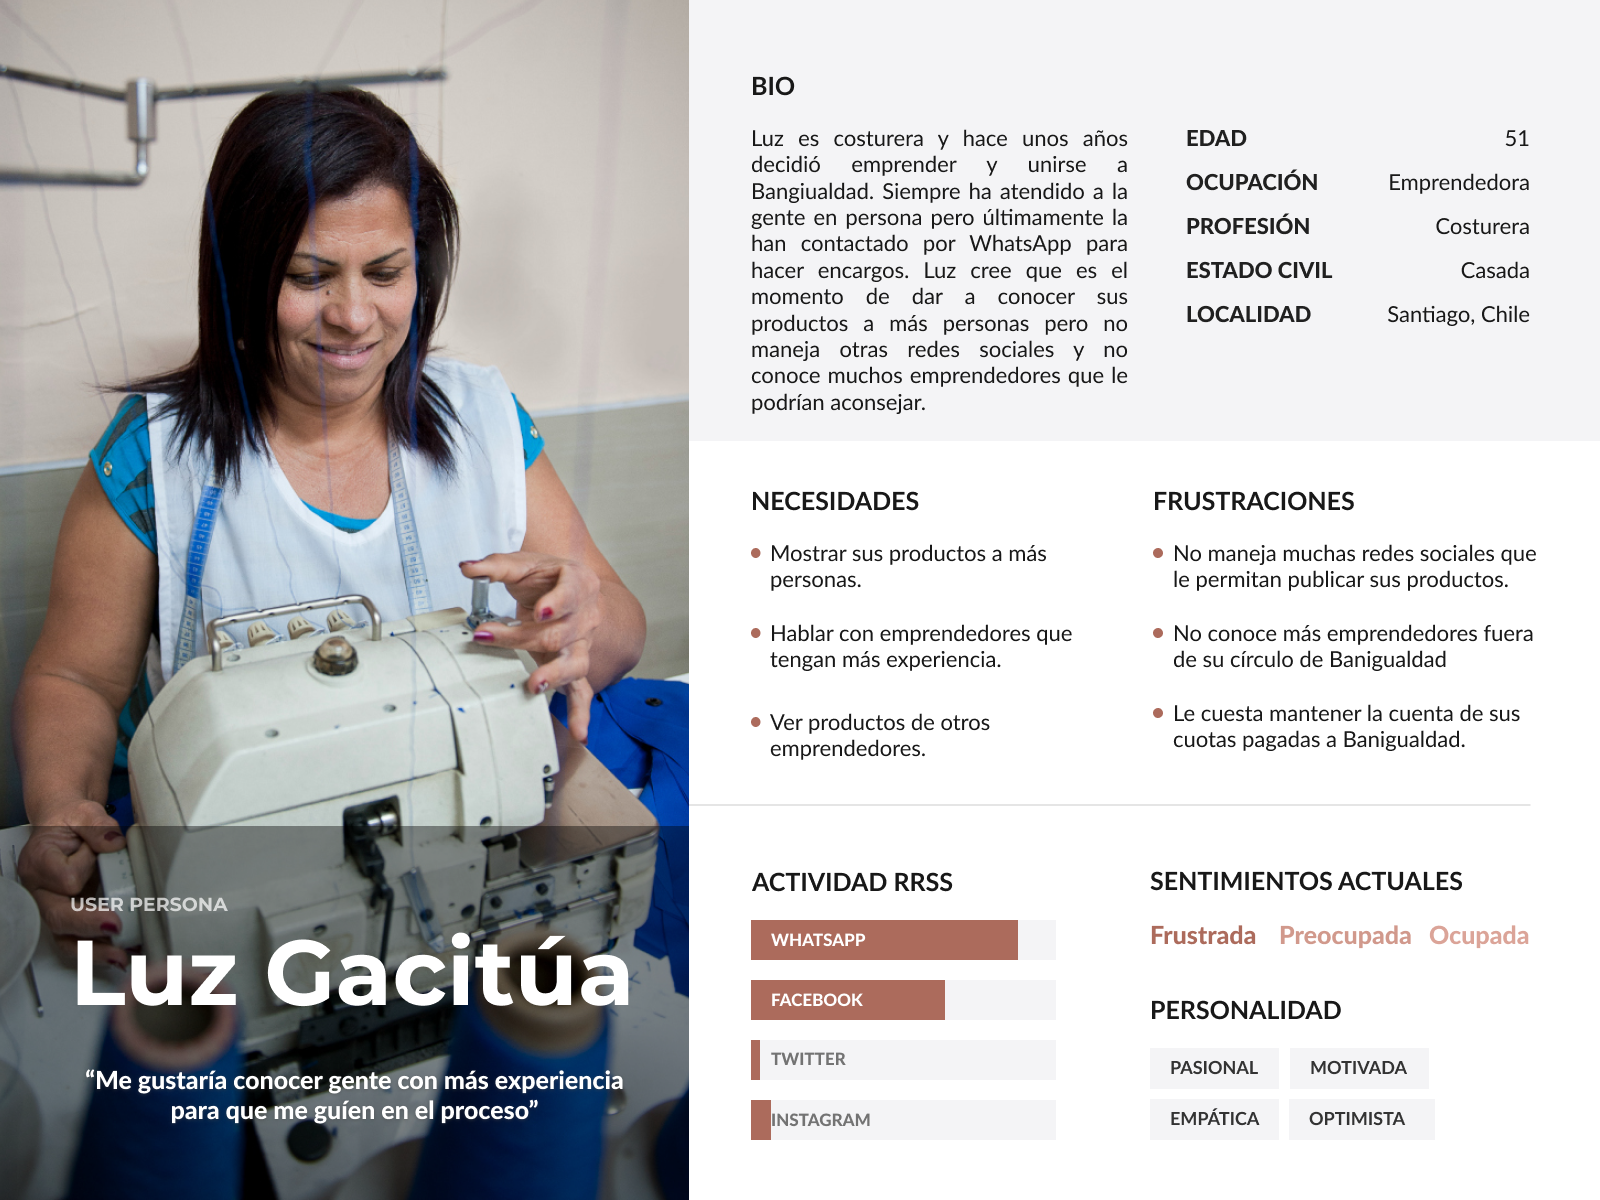 USER PERSONA
Luz Gacitúa
“Me gustaría conocer gente con más experiencia
para que me guíen en el proceso”
BIO
Luz es costurera y hace unos años
decidió emprender y unirse a
Bangiualdad. Siempre ha atendido a la
gente en persona pero últimamente la
han contactado por WhatsApp para
hacer encargos. Luz cree que es el
momento de dar a conocer sus
productos a más personas pero no
maneja otras redes sociales y no
conoce muchos emprendedores que le
podrían aconsejar.
EDAD 51
OCUPACIÓN Emprendedora
PROFESIÓN Costurera
ESTADO CIVIL Casada
LOCALIDAD Santiago, Chile
NECESIDADES
Mostrar sus productos a más
personas.
Hablar con emprendedores que
tengan más experiencia.
Ver productos de otros
emprendedores.
FRUSTRACIONES
No maneja muchas redes sociales que
le permitan publicar sus productos.
No conoce más emprendedores fuera
de su círculo de Banigualdad
Le cuesta mantener la cuenta de sus
cuotas pagadas a Banigualdad.
ACTIVIDAD RRSS
WHATSAPP
FACEBOOK
TWITTER
INSTAGRAM
SENTIMIENTOS ACTUALES
Frustrada Preocupada Ocupada
PERSONALIDAD
PASIONAL MOTIVADA
EMPÁTICA OPTIMISTA